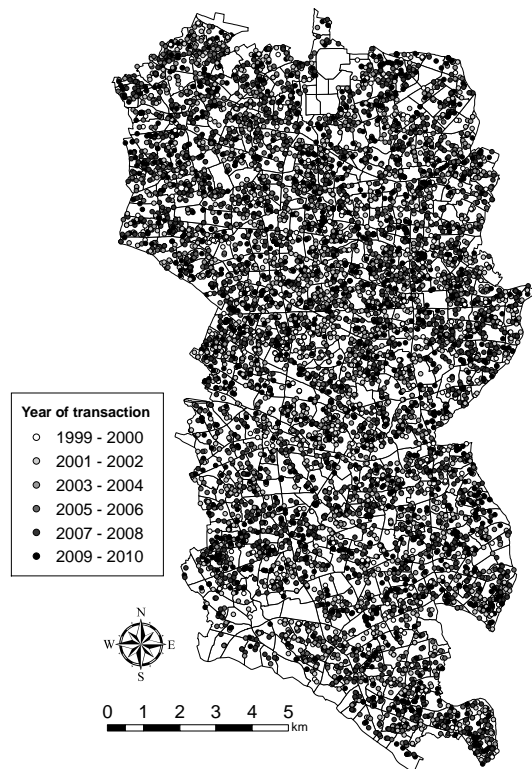 Year of transaction
1999 - 2000
2001 - 2002
2003 - 2004
2005 - 2006
2007 - 2008
2009 - 2010
N
W E
S
0 1 2 3 4 5
km